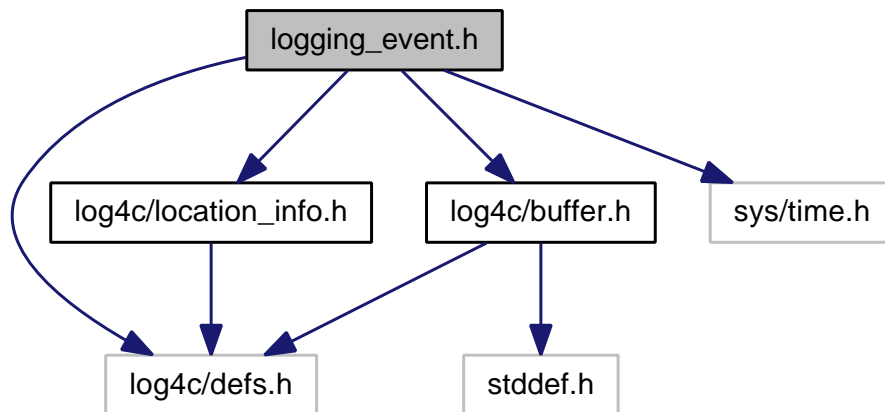 logging_event.h
log4c/location_info.h
log4c/buffer.h
sys/time.h
log4c/defs.h
stddef.h